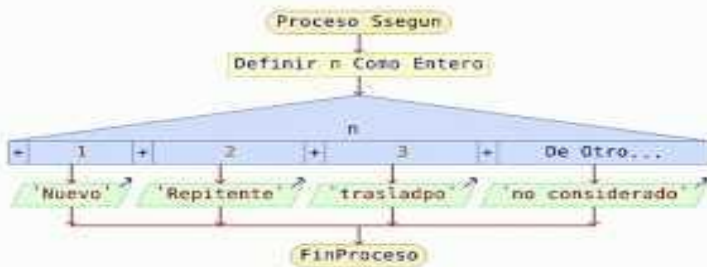 Proceso Ssegun
Definir n Como Entero
n
+ 1 + 2 + 3 + De Otro...
'Nuevo' 'Repitente' 'trasladpo' 'no considerado'
FinProceso